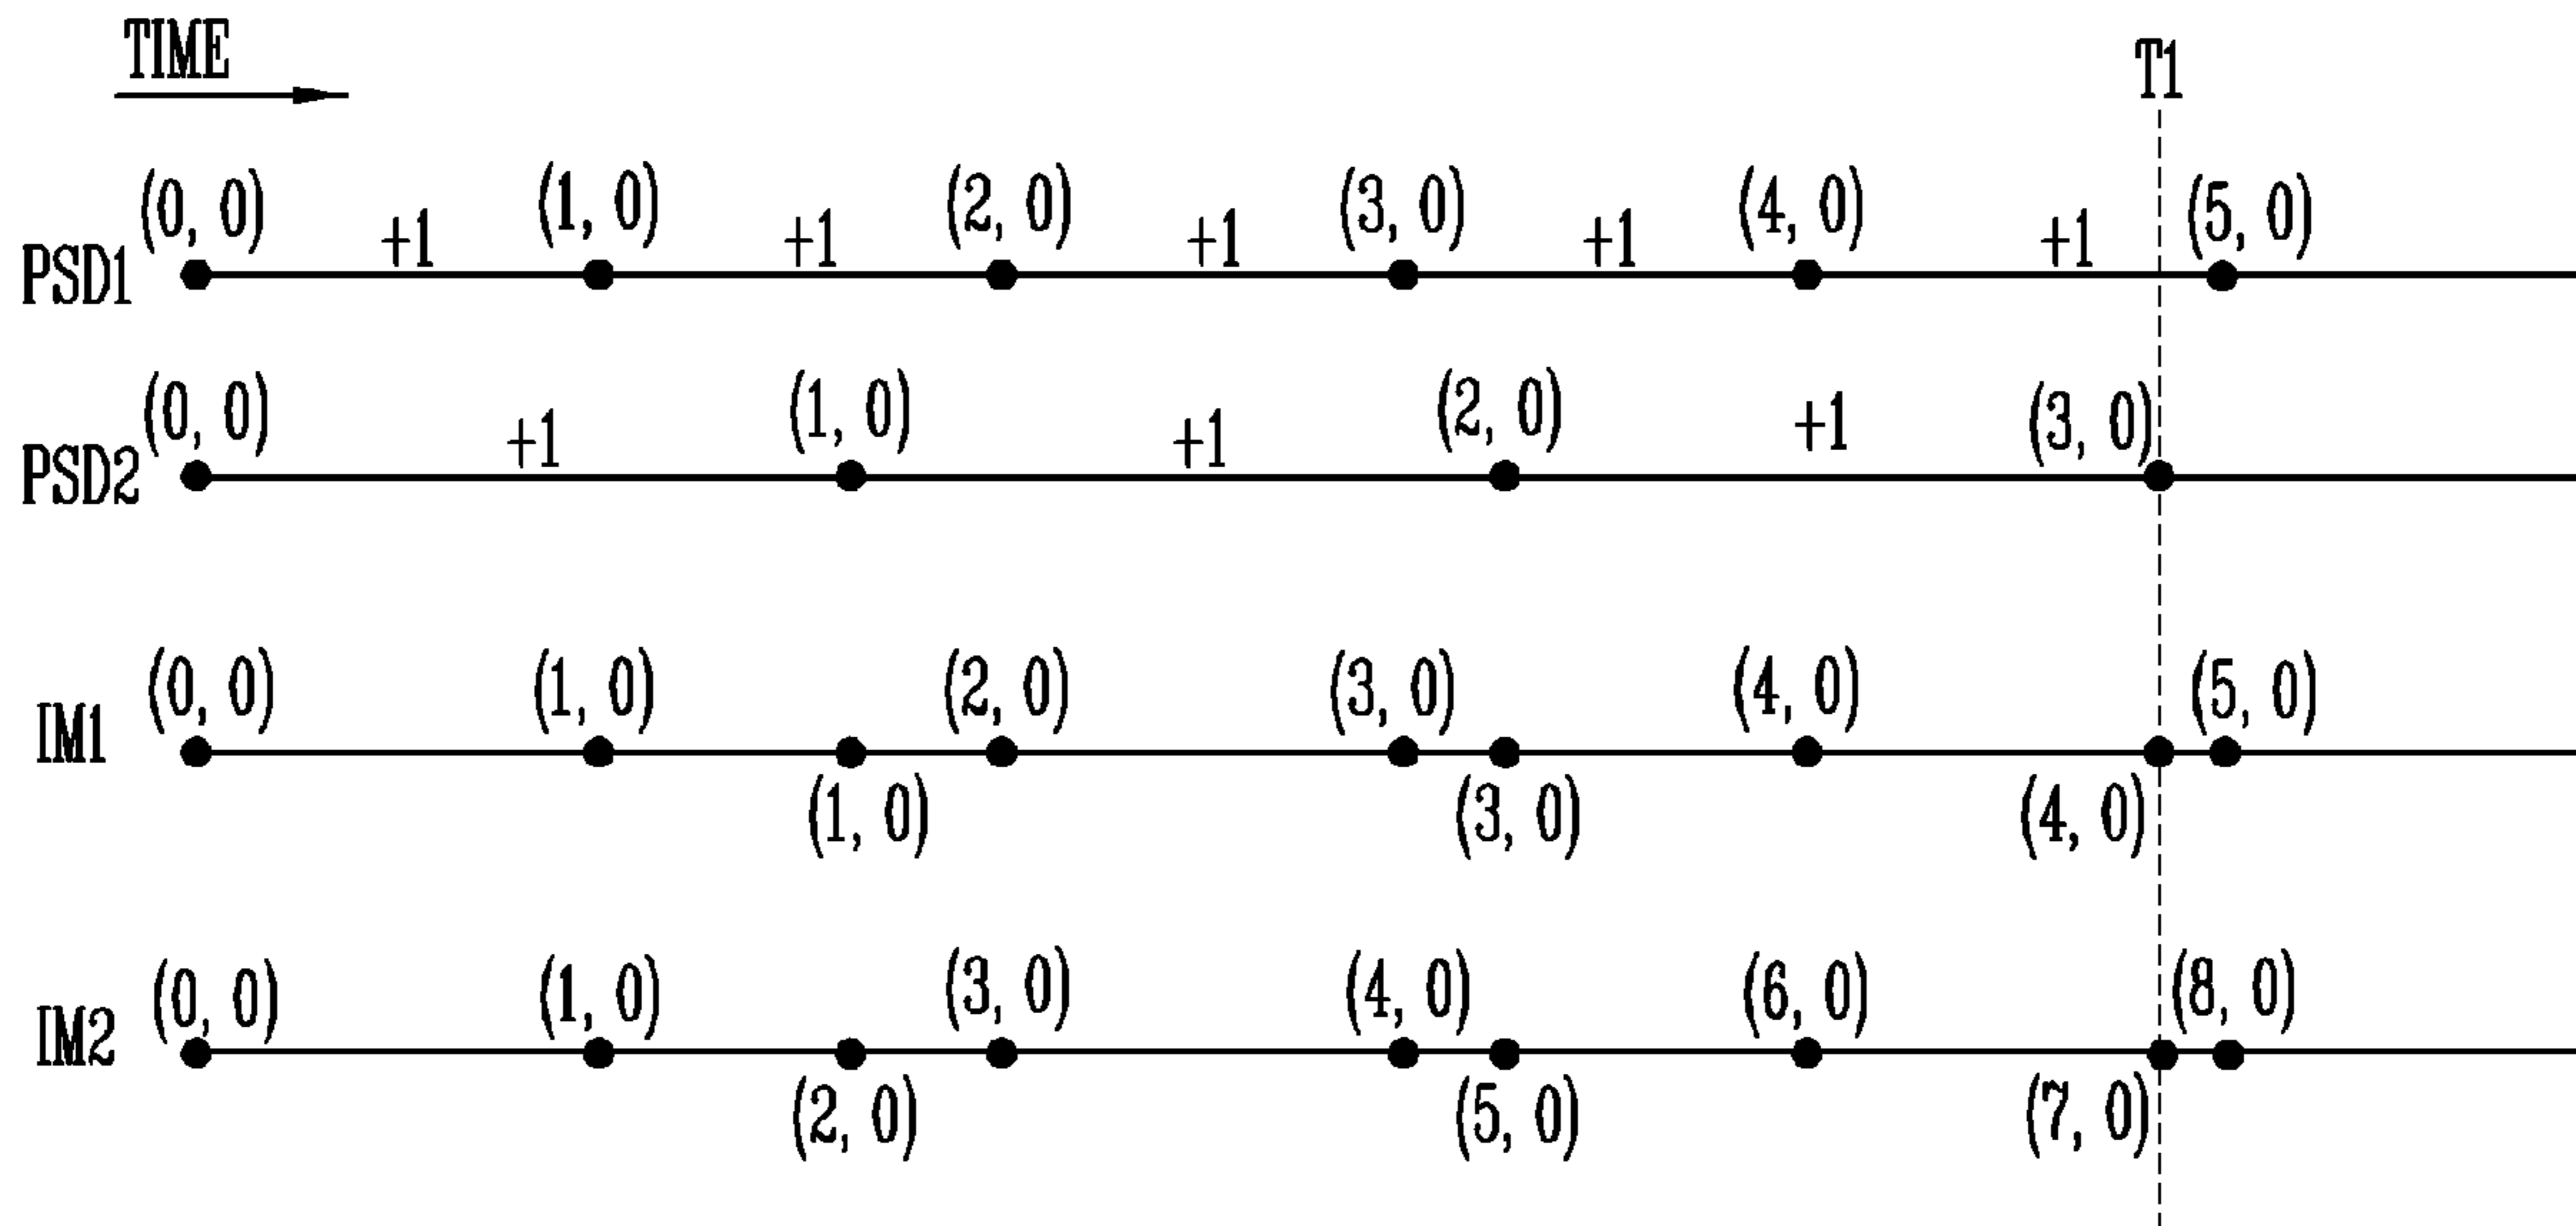 TIME
T1
(0, 0) +1 (1, 0) +1 (2, 0) +1 (3, 0) +1 (4, 0) +1 (5, 0)
PSD1
(0, 0) +1 (1, 0) +1 (2, 0) +1 (3, 0)
PSD2
(0, 0) (1, 0) (2, 0) (3, 0) (4, 0) (5, 0)
IM1
(1, 0) (3, 0) (4, 0)
(0, 0) (1, 0) (3, 0) (4, 0) (6, 0) (8, 0)
IM2
(2, 0) (5, 0) (7, 0)